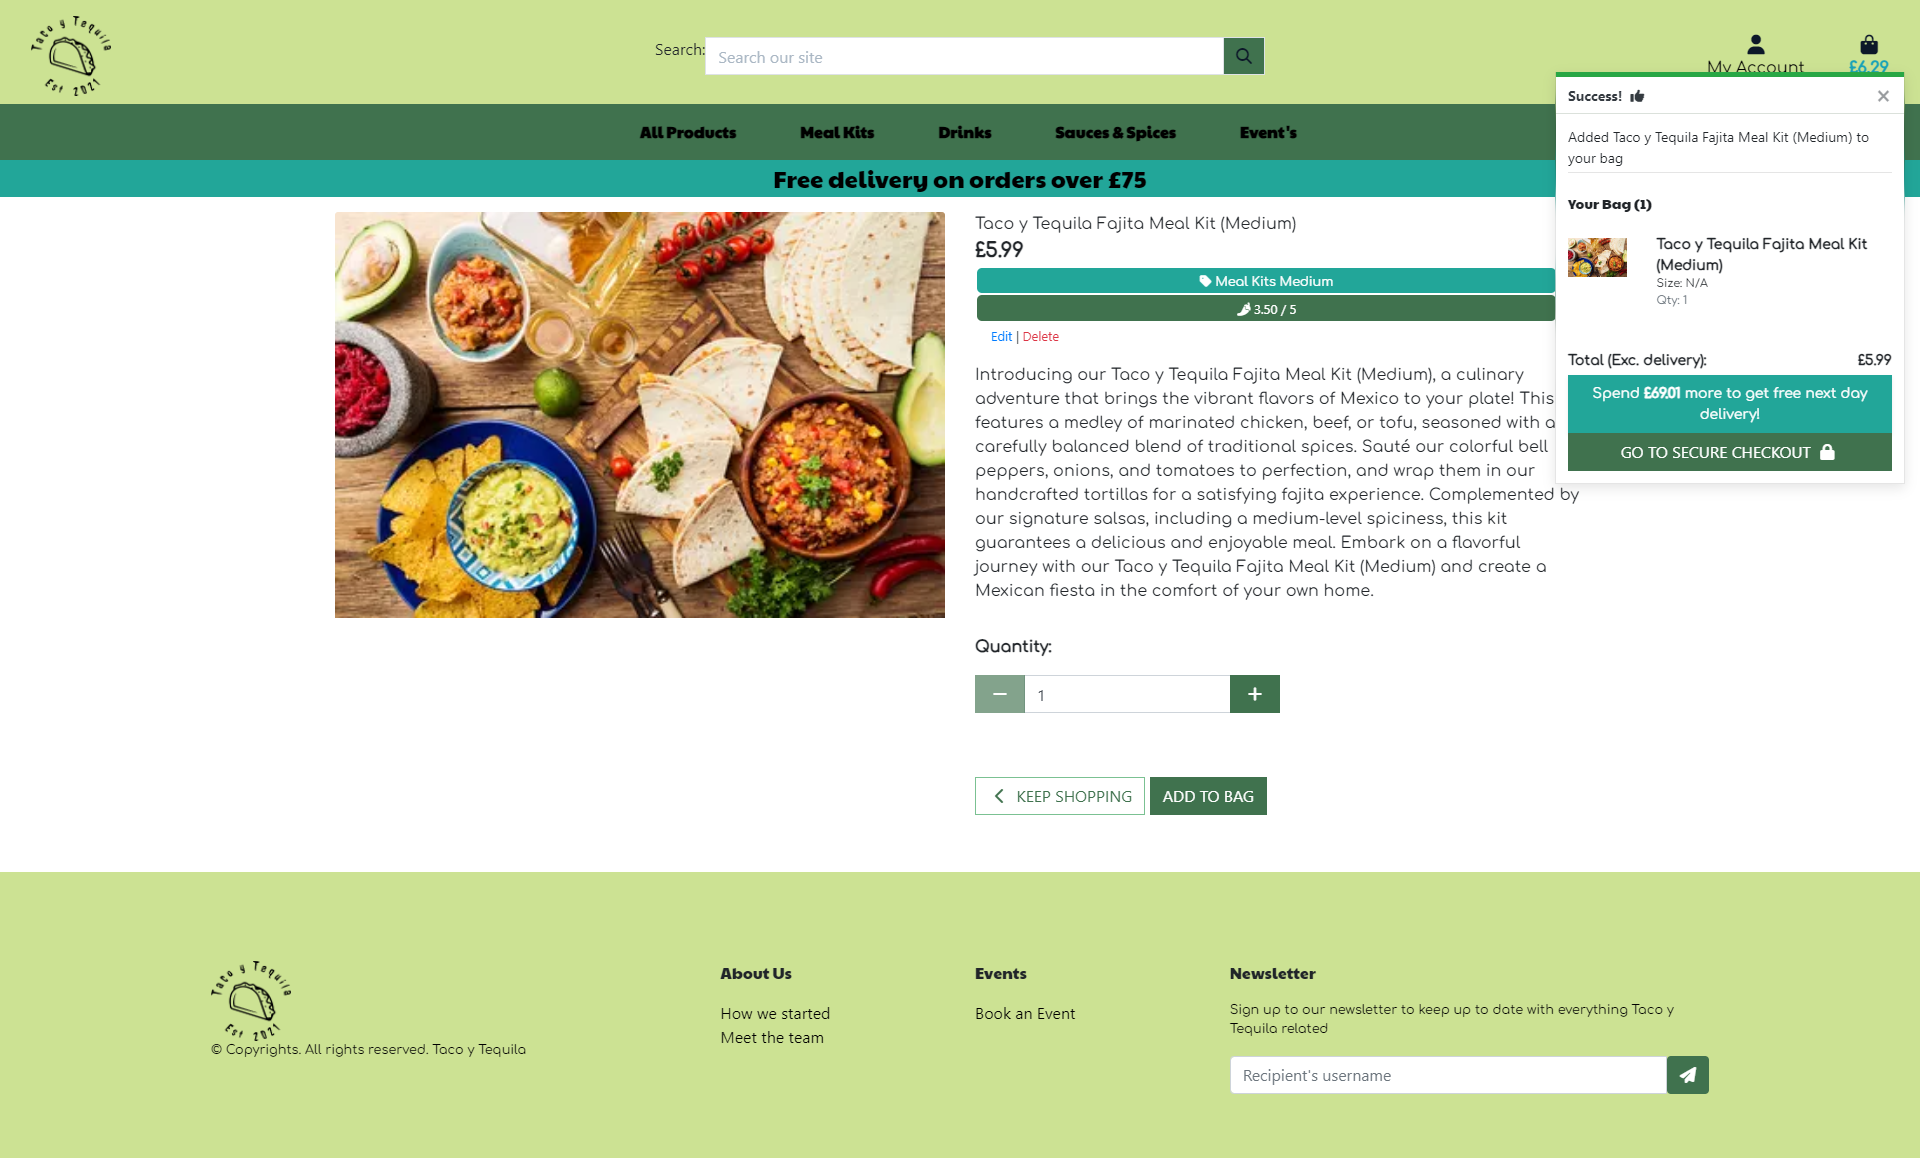 Taco y Tequila
Est 2021
Search:
Search our site
My Account
£6.29
All Products
Meal Kits
Drinks
Sauces & Spices
Event's
Free delivery on orders over £75
Success!
×
Added Taco y Tequila Fajita Meal Kit (Medium) to
your bag
Your Bag (1)
Taco y Tequila Fajita Meal Kit
(Medium)
Size: N/A
Qty: 1
Total (Exc. delivery):
£5.99
Spend £69.01 more to get free next day
delivery!
GO TO SECURE CHECKOUT
Taco y Tequila Fajita Meal Kit (Medium)
£5.99
Meal Kits Medium
3.50 / 5
Edit | Delete
Introducing our Taco y Tequila Fajita Meal Kit (Medium), a culinary
adventure that brings the vibrant flavors of Mexico to your plate! This
features a medley of marinated chicken, beef, or tofu, seasoned with a
carefully balanced blend of traditional spices. Sauté our colorful bell
peppers, onions, and tomatoes to perfection, and wrap them in our
handcrafted tortillas for a satisfying fajita experience. Complemented by
our signature salsas, including a medium-level spiciness, this kit
guarantees a delicious and enjoyable meal. Embark on a flavorful
journey with our Taco y Tequila Fajita Meal Kit (Medium) and create a
Mexican fiesta in the comfort of your own home.
Quantity:
1
KEEP SHOPPING
ADD TO BAG
Taco y Tequila
Est 2021
© Copyrights. All rights reserved. Taco y Tequila
About Us
How we started
Meet the team
Events
Book an Event
Newsletter
Sign up to our newsletter to keep up to date with everything Taco y
Tequila related
Recipient's username